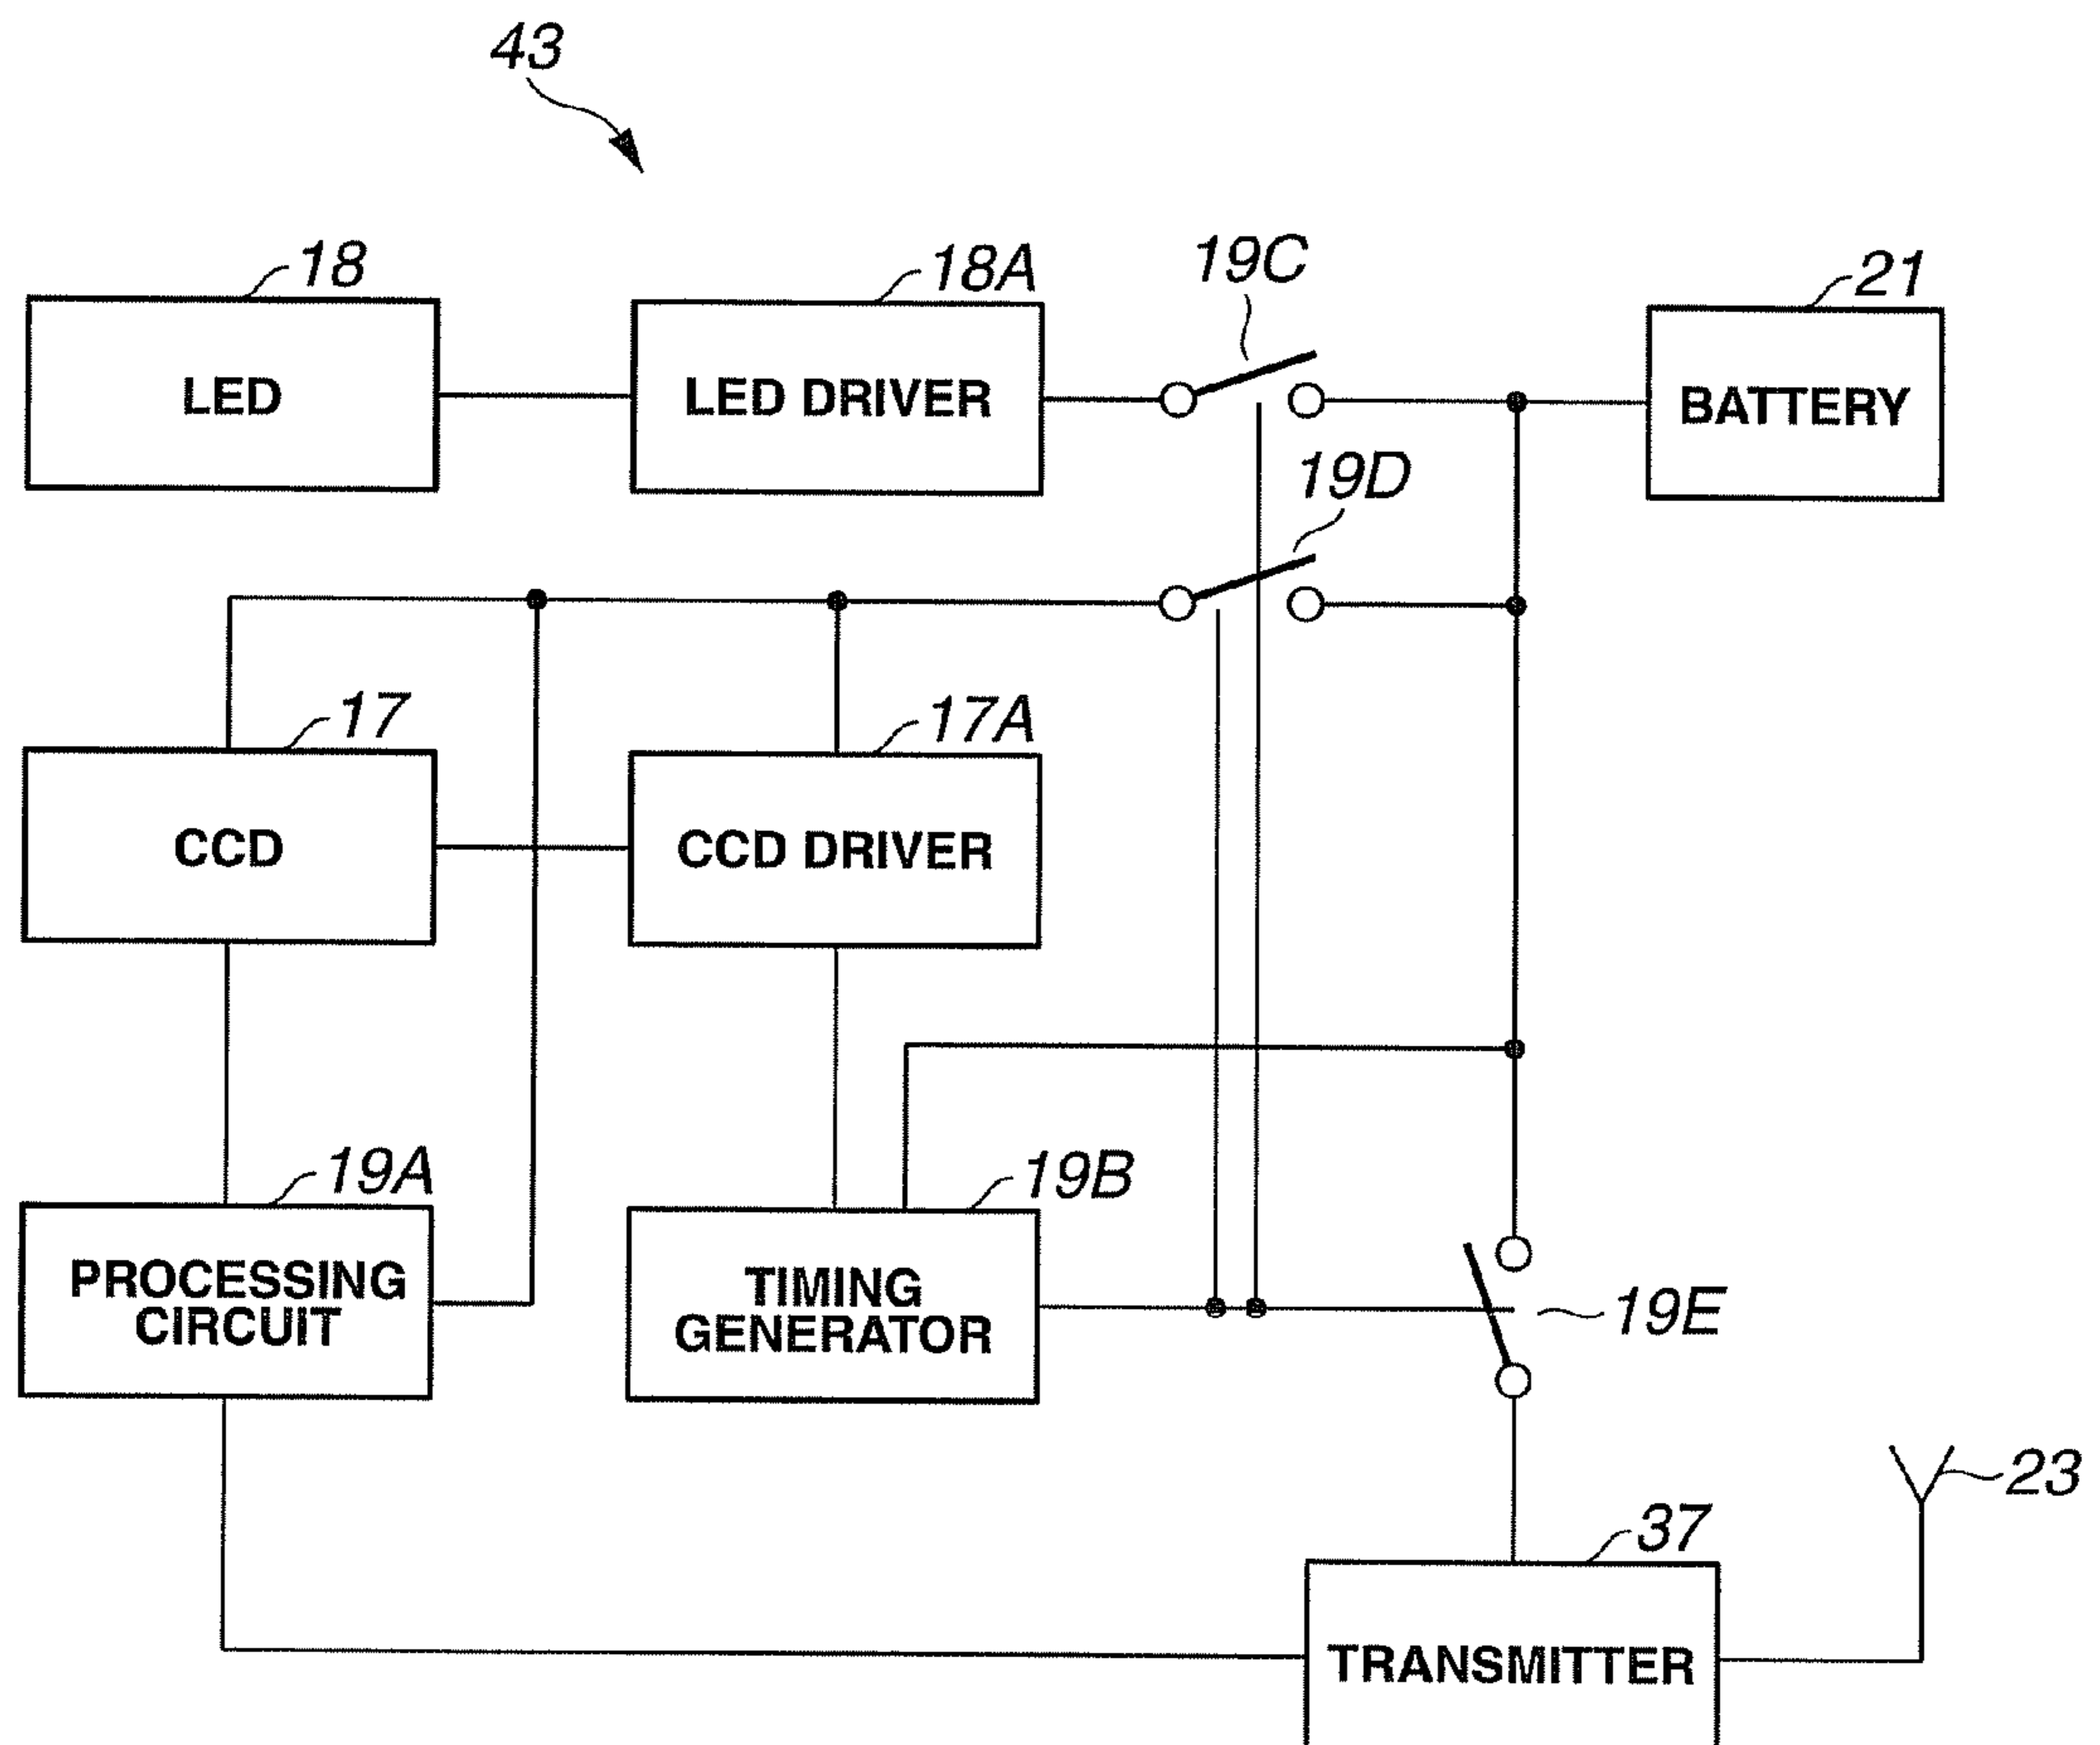 43
18
18A
19C
21
LED
LED DRIVER
BATTERY
19D
17
17A
CCD
CCD DRIVER
19A
19B
PROCESSING
CIRCUIT
TIMING
GENERATOR
19E
23
37
TRANSMITTER